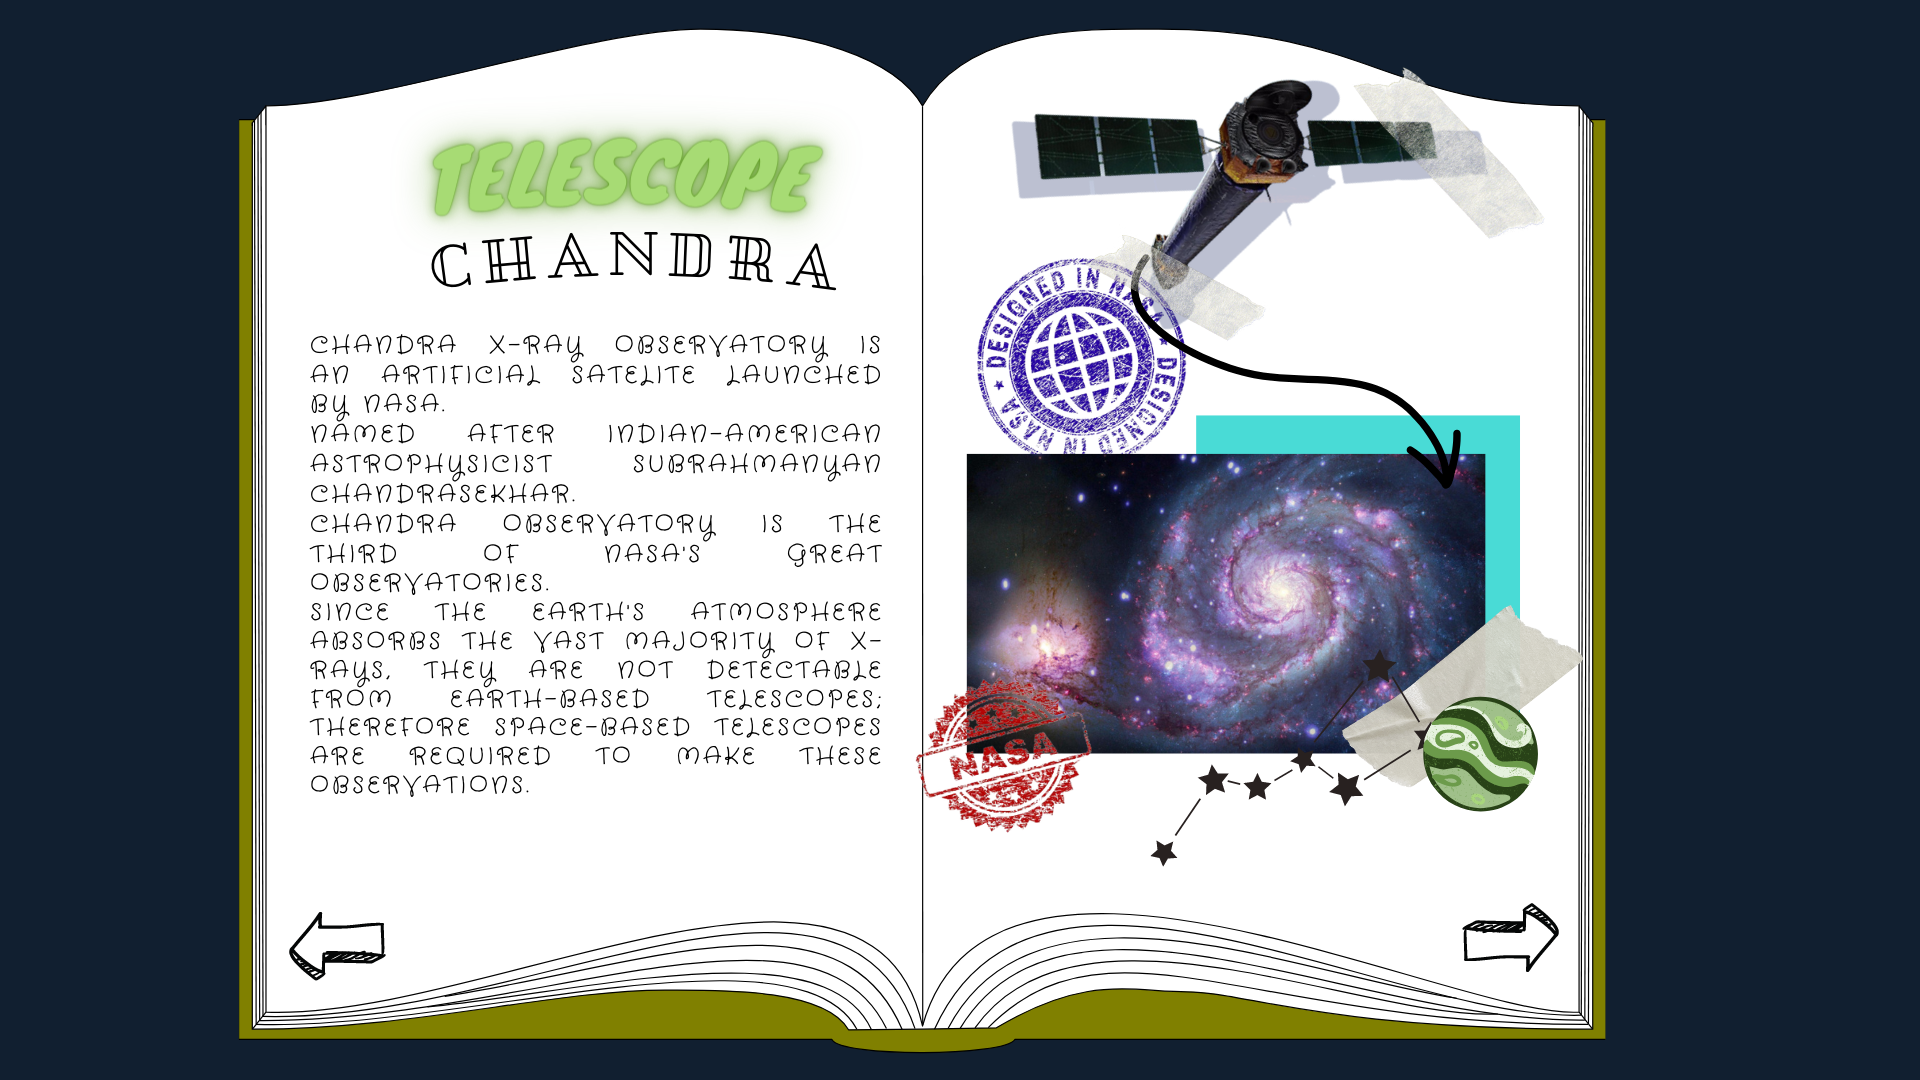 TELESCOPE
CHANDRA
CHANDRA X-RAY OBSERVATORY IS
AN ARTIFICIAL SATELITE LAUNCHED
BY NASA.
NAMED AFTER INDIAN-AMERICAN
ASTROPHYSICIST SUBRAHMANYAN
CHANDRASEKHAR.
CHANDRA OBSERVATORY IS THE
THIRD OF NASA'S GREAT
OBSERVATORIES.
SINCE THE EARTH'S ATMOSPHERE
ABSORBS THE VAST MAJORITY OF X-
RAYS, THEY ARE NOT DETECTABLE
FROM EARTH-BASED TELESCOPES;
THEREFORE SPACE-BASED TELESCOPES
ARE REQUIRED TO MAKE THESE
OBSERVATIONS.
DESIGNED IN NASA
DESIGNED IN NASA
NASA